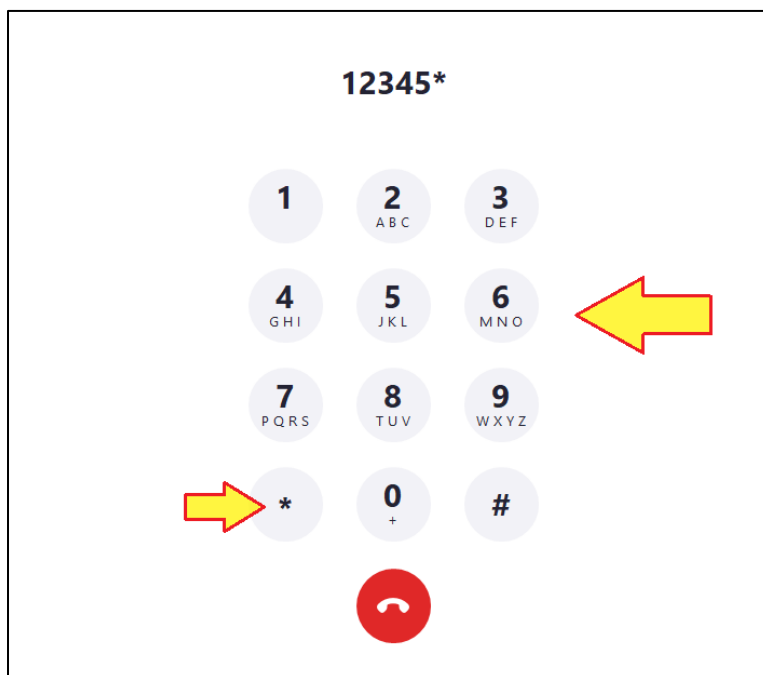 12345*
1 2 3
ABC DEF
4 5 6
GHI JKL MNO
7 8 9
PQRS TUV WXYZ
* 0 #
+